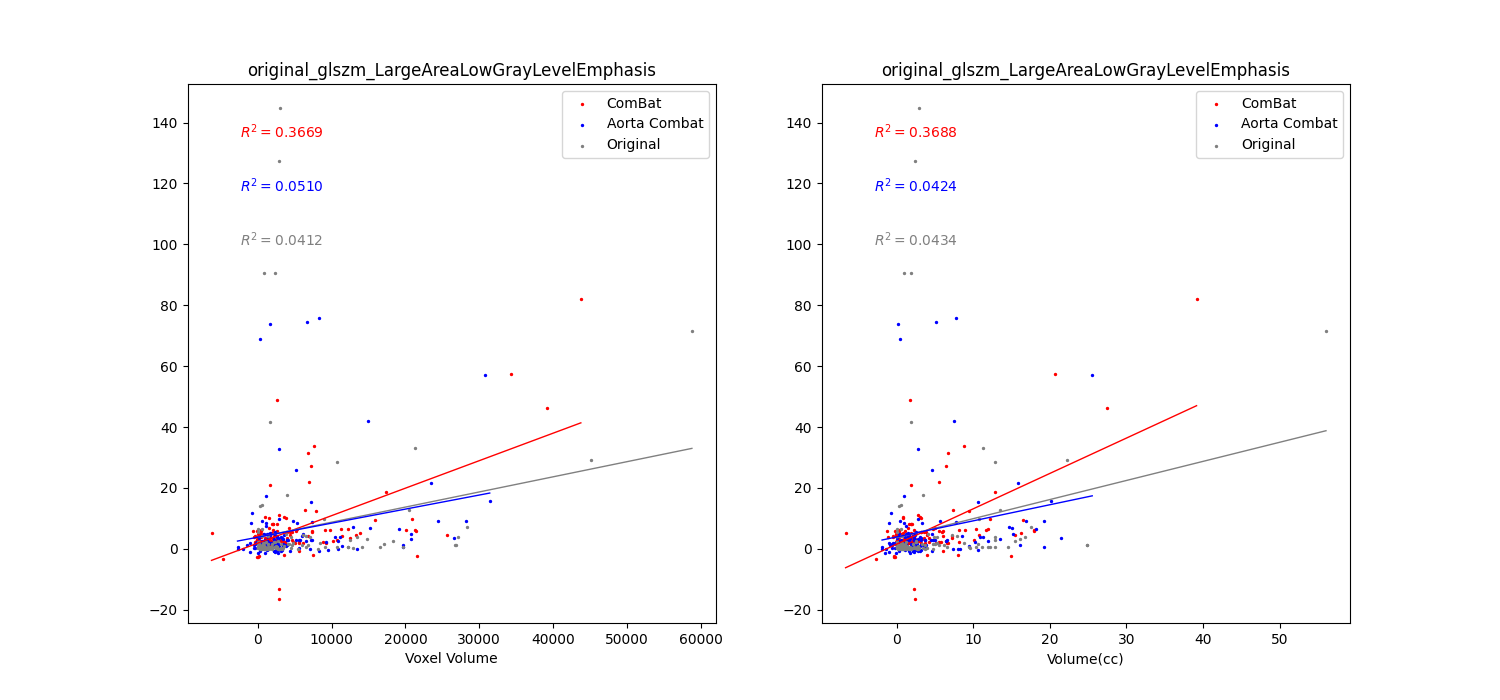 original_glszm_LargeAreaLowGrayLevelEmphasis
ComBat
Aorta Combat
Original
R² = 0.3669
R² = 0.0510
R² = 0.0412
140
120
100
80
60
40
20
0
−20
0 10000 20000 30000 40000 50000 60000
Voxel Volume
original_glszm_LargeAreaLowGrayLevelEmphasis
ComBat
Aorta Combat
Original
R² = 0.3688
R² = 0.0424
R² = 0.0434
140
120
100
80
60
40
20
0
−20
0 10 20 30 40 50
Volume(cc)